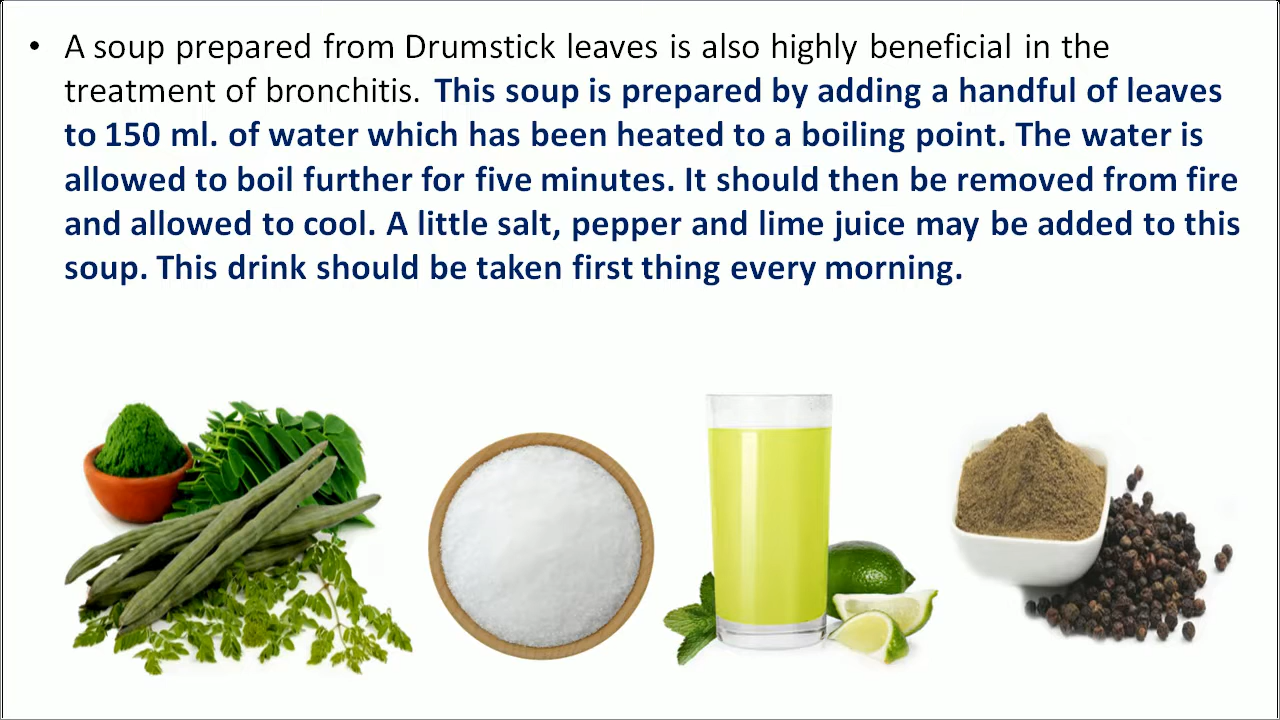 • A soup prepared from Drumstick leaves is also highly beneficial in the
treatment of bronchitis. This soup is prepared by adding a handful of leaves
to 150 ml. of water which has been heated to a boiling point. The water is
allowed to boil further for five minutes. It should then be removed from fire
and allowed to cool. A little salt, pepper and lime juice may be added to this
soup. This drink should be taken first thing every morning.